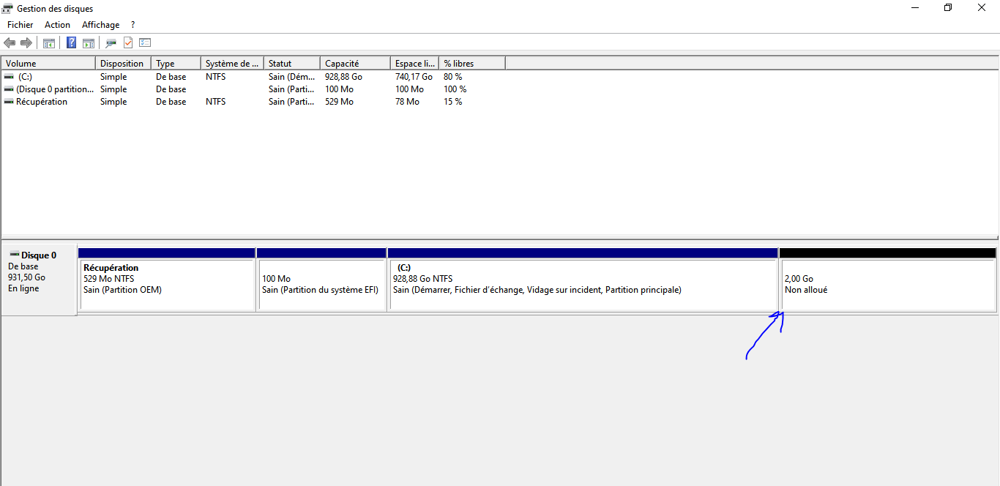 Gestion des disques
Fichier Action Affichage ?
Volume Disposition Type Système de ... Statut Capacité Espace li... % libres
(C:) Simple De base NTFS Sain (Dém... 928,88 Go 740,17 Go 80 %
(Disque 0 partition... Simple De base Sain (Parti... 100 Mo 100 Mo 100 %
Récupération Simple De base NTFS Sain (Parti... 529 Mo 78 Mo 15 %
Disque 0
De base
931,50 Go
En ligne
Récupération
529 Mo NTFS
Sain (Partition OEM)
100 Mo
Sain (Partition du système EFI)
(C:)
928,88 Go NTFS
Sain (Démarrer, Fichier d'échange, Vidage sur incident, Partition principale)
2,00 Go
Non alloué